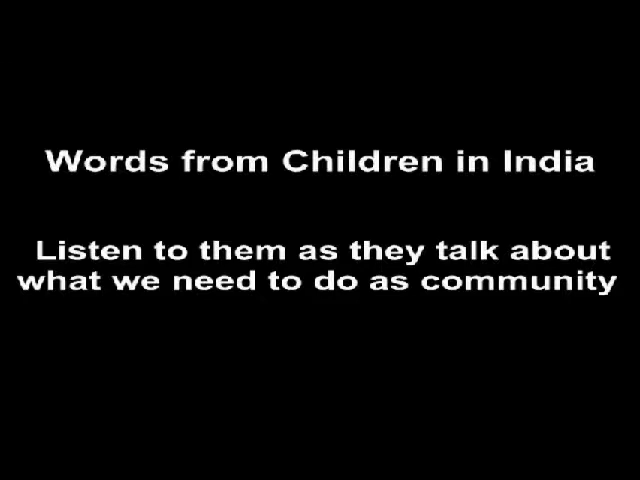 Words from Children in India
Listen to them as they talk about
what we need to do as community